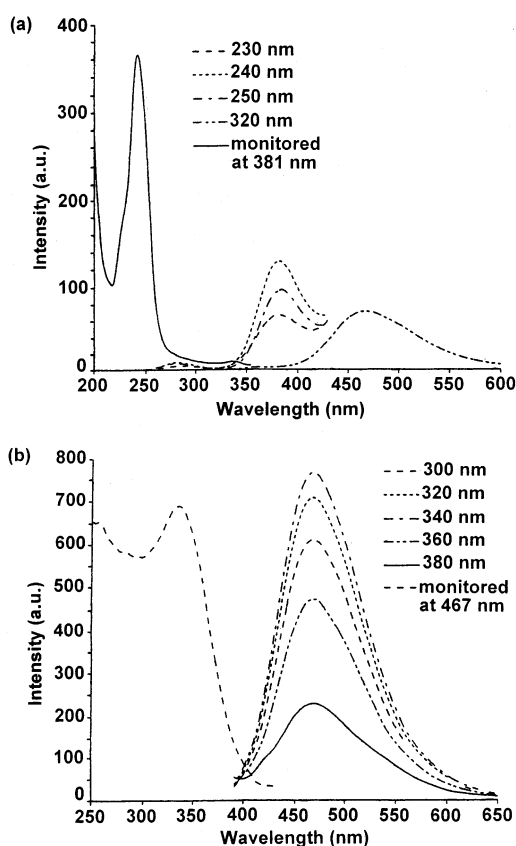 (a)
400
300
200
100
0
Intensity (a.u.)
230 nm
240 nm
250 nm
320 nm
monitored
at 381 nm
200 250 300 350 400 450 500 550 600
Wavelength (nm)
(b)
800
700
600
500
400
300
200
100
0
Intensity (a.u.)
300 nm
320 nm
340 nm
360 nm
380 nm
monitored
at 467 nm
250 300 350 400 450 500 550 600 650
Wavelength (nm)